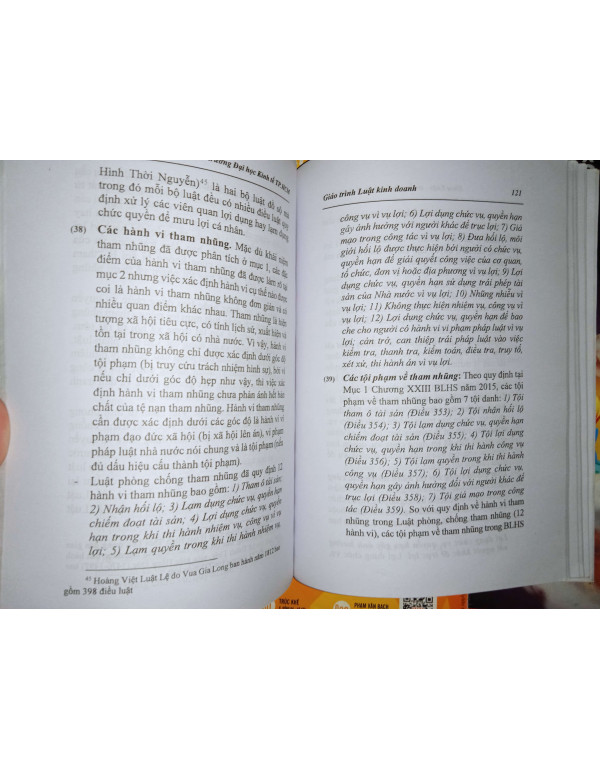 ường Đại học Kinh tế TP.HCM
Hình Thời Nguyễn)⁴⁵ là hai bộ luật đồ sộ mà
trong đó mỗi bộ luật đều có nhiều điều luật quy
định xử lý các viên quan lợi dụng hay lạm dụng
chức quyền để mưu lợi cá nhân.
(38) Các hành vi tham nhũng. Mặc dù khái niệm
tham nhũng đã được phân tích ở mục 1, các đặc
điểm của hành vi tham nhũng đã được làm rõ tại
mục 2 nhưng việc xác định hành vi cụ thể nào được
coi là hành vi tham nhũng không đơn giản và có
nhiều quan điểm khác nhau. Tham nhũng là hiện
tượng xã hội tiêu cực, có tính lịch sử, xuất hiện và
tồn tại trong xã hội có nhà nước. Vì vậy, hành vi
tham nhũng không chỉ được xác định dưới góc độ
tội phạm (bị truy cứu trách nhiệm hình sự), bởi vì
nếu chỉ dưới góc độ hẹp như vậy, thì việc xác
định hành vi tham nhũng chưa phản ánh hết bản
chất của tệ nạn tham nhũng. Hành vi tham nhũng
cần được xác định dưới các góc độ là hành vi vi
phạm đạo đức xã hội (bị xã hội lên án), vi phạm
pháp luật nhà nước nói chung và là tội phạm (nếu
đủ dấu hiệu cấu thành tội phạm).
- Luật phòng chống tham nhũng đã quy định 12
hành vi tham nhũng bao gồm: 1) Tham ô tài sản;
2) Nhận hối lộ; 3) Lạm dụng chức vụ, quyền hạn
chiếm đoạt tài sản; 4) Lợi dụng chức vụ, quyền
hạn trong khi thi hành nhiệm vụ, công vụ vì vụ
lợi; 5) Lạm quyền trong khi thi hành nhiệm vụ,
⁴⁵ Hoàng Việt Luật Lệ do Vua Gia Long ban hành năm 1812 bao
gồm 398 điều luật
Giáo trình Luật kinh doanh 121
công vụ vì vụ lợi; 6) Lợi dụng chức vụ, quyền hạn
gây ảnh hưởng với người khác để trục lợi; 7) Giả
mạo trong công tác vì vụ lợi; 8) Đưa hối lộ, môi
giới hối lộ được thực hiện bởi người có chức vụ,
quyền hạn để giải quyết công việc của cơ quan,
tổ chức, đơn vị hoặc địa phương vì vụ lợi; 9) Lợi
dụng chức vụ, quyền hạn sử dụng trái phép tài
sản của Nhà nước vì vụ lợi; 10) Nhũng nhiễu vì
vụ lợi; 11) Không thực hiện nhiệm vụ, công vụ vì
vụ lợi; 12) Lợi dụng chức vụ, quyền hạn để bao
che cho người có hành vi vi phạm pháp luật vì vụ
lợi, cản trở, can thiệp trái pháp luật vào việc
kiểm tra, thanh tra, kiểm toán, điều tra, truy tố,
xét xử, thi hành án vì vụ lợi.
(39) Các tội phạm về tham nhũng: Theo quy định tại
Mục 1 Chương XXIII BLHS năm 2015, các tội
phạm về tham nhũng bao gồm 7 tội danh: 1) Tội
tham ô tài sản (Điều 353); 2) Tội nhận hối lộ
(Điều 354); 3) Tội lạm dụng chức vụ, quyền hạn
chiếm đoạt tài sản (Điều 355); 4) Tội lợi dụng
chức vụ, quyền hạn trong khi thi hành công vụ
(Điều 356); 5) Tội lạm quyền trong khi thi hành
công vụ (Điều 357); 6) Tội lợi dụng chức vụ,
quyền hạn gây ảnh hưởng đối với người khác để
trục lợi (Điều 358); 7) Tội giả mạo trong công
tác (Điều 359). So với quy định về hành vi tham
nhũng trong Luật phòng, chống tham nhũng (12
hành vi), các tội phạm về tham nhũng trong BLHS
THỨC KHÊ
PHẠM VĂN BẠCH